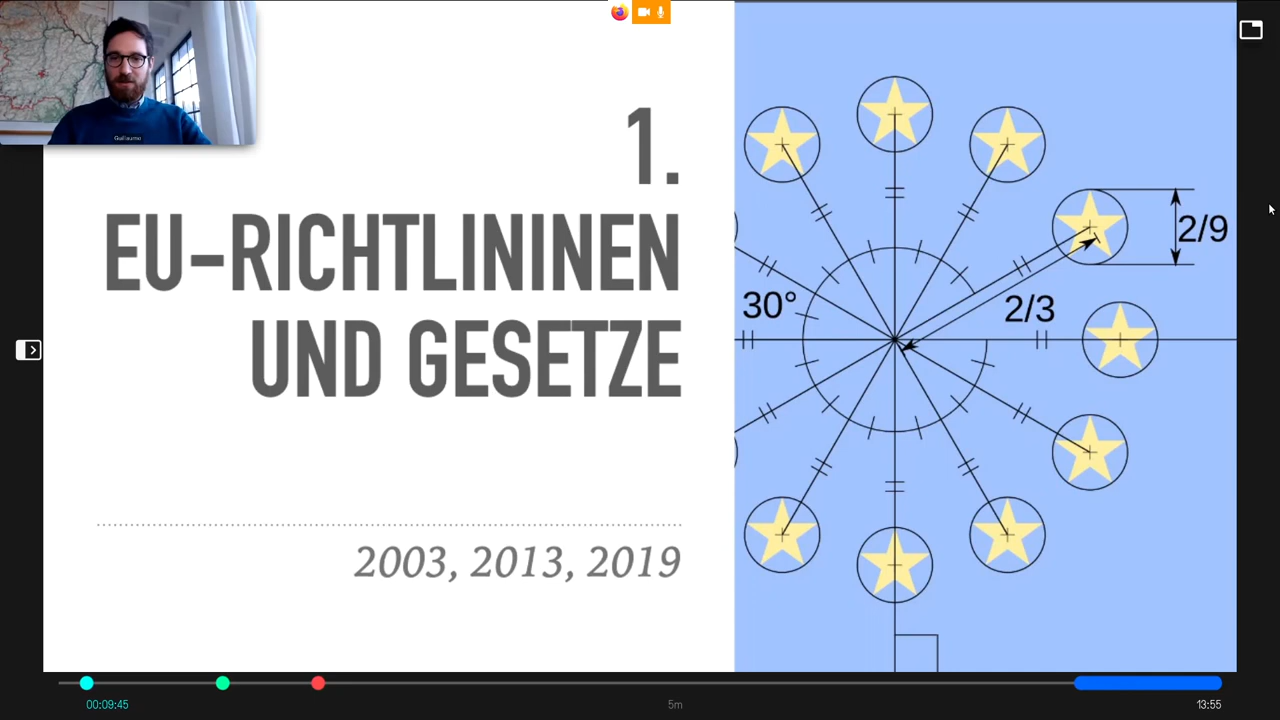 Guillaume
1.
EU-RICHTLININEN
UND GESETZE
2003, 2013, 2019
2/9
30°
2/3
00:09:45
5m
13:55